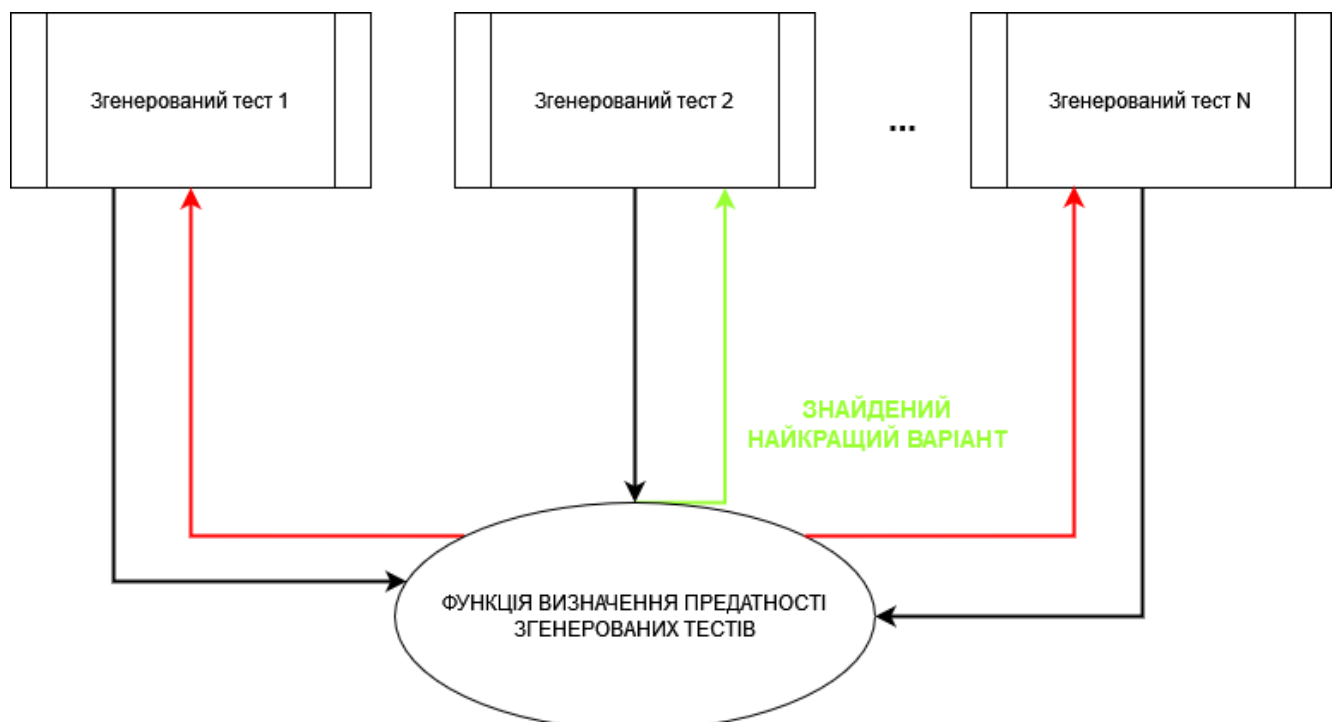 Згенерований тест 1
Згенерований тест 2
...
Згенерований тест N
ЗНАЙДЕНИЙ
НАЙКРАЩИЙ ВАРІАНТ
ФУНКЦІЯ ВИЗНАЧЕННЯ ПРЕДАТНОСТІ
ЗГЕНЕРОВАНИХ ТЕСТІВ